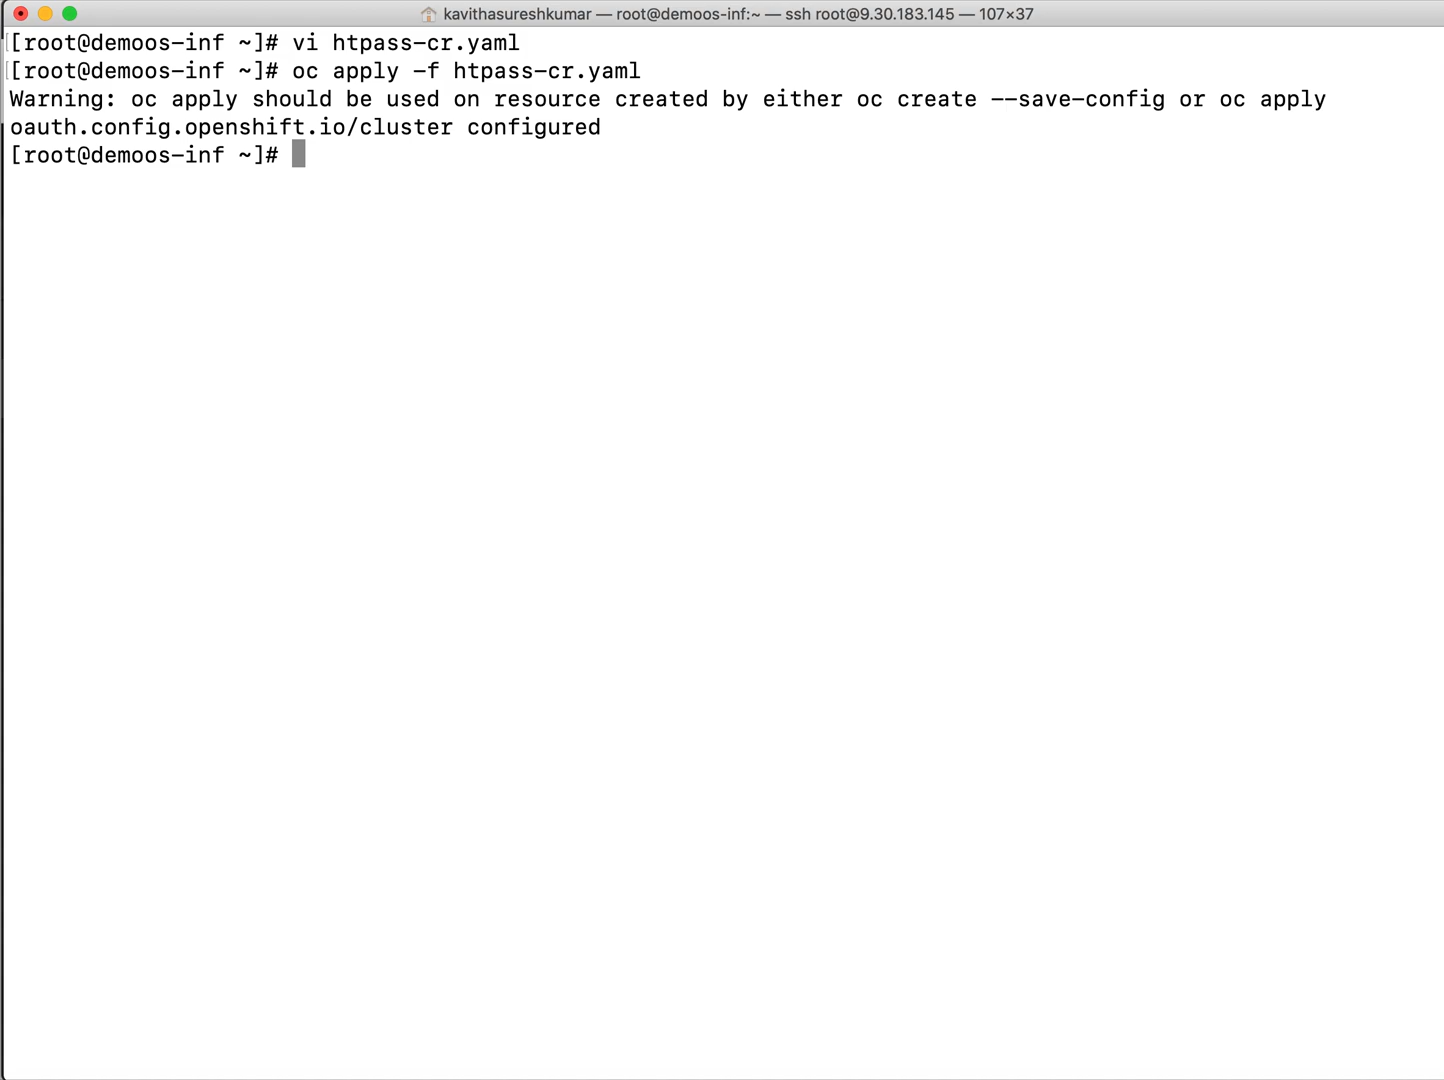 kavithasureshkumar — root@demoos-inf:~ — ssh root@9.30.183.145 — 107×37
[root@demoos-inf ~]# vi htpass-cr.yaml
[root@demoos-inf ~]# oc apply -f htpass-cr.yaml
Warning: oc apply should be used on resource created by either oc create --save-config or oc apply
oauth.config.openshift.io/cluster configured
[root@demoos-inf ~]#